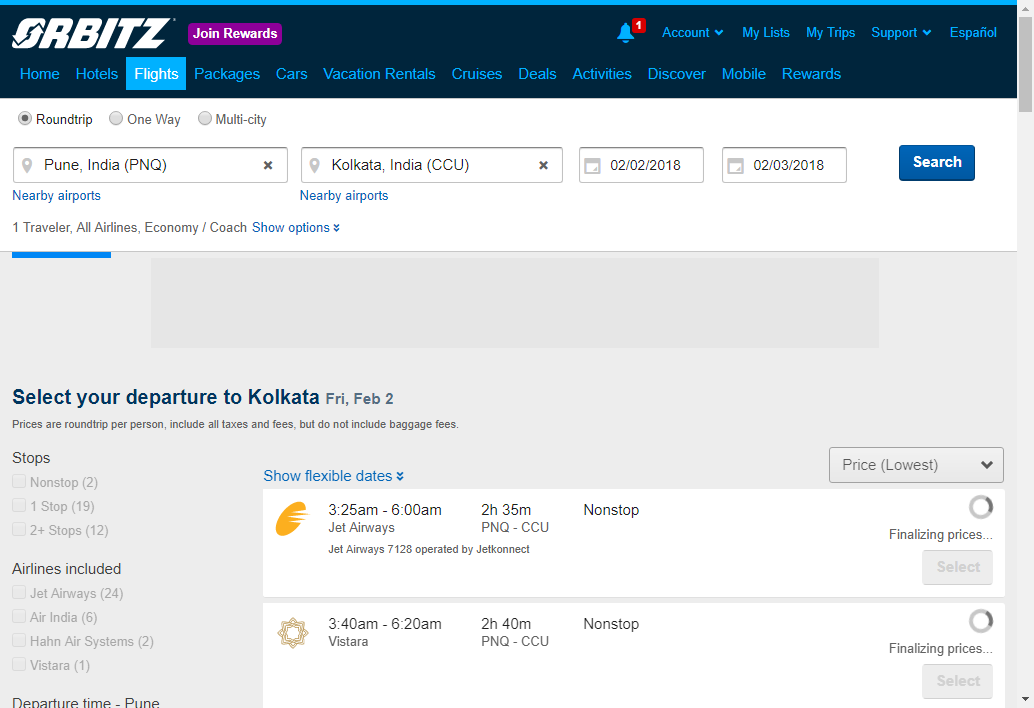 ORBITZ Join Rewards 1 Account My Lists My Trips Support Español
Home Hotels Flights Packages Cars Vacation Rentals Cruises Deals Activities Discover Mobile Rewards
Roundtrip One Way Multi-city
Pune, India (PNQ) Kolkata, India (CCU) 02/02/2018 02/03/2018 Search
Nearby airports Nearby airports
1 Traveler, All Airlines, Economy / Coach Show options
Select your departure to Kolkata Fri, Feb 2
Prices are roundtrip per person, include all taxes and fees, but do not include baggage fees.
Stops
Nonstop (2)
1 Stop (19)
2+ Stops (12)
Airlines included
Jet Airways (24)
Air India (6)
Hahn Air Systems (2)
Vistara (1)
Departure time - Pune
Show flexible dates Price (Lowest)
3:25am - 6:00am 2h 35m Nonstop
Jet Airways PNQ - CCU
Finalizing prices...
Jet Airways 7128 operated by Jetkonnect
Select
3:40am - 6:20am 2h 40m Nonstop
Vistara PNQ - CCU
Finalizing prices...
Select